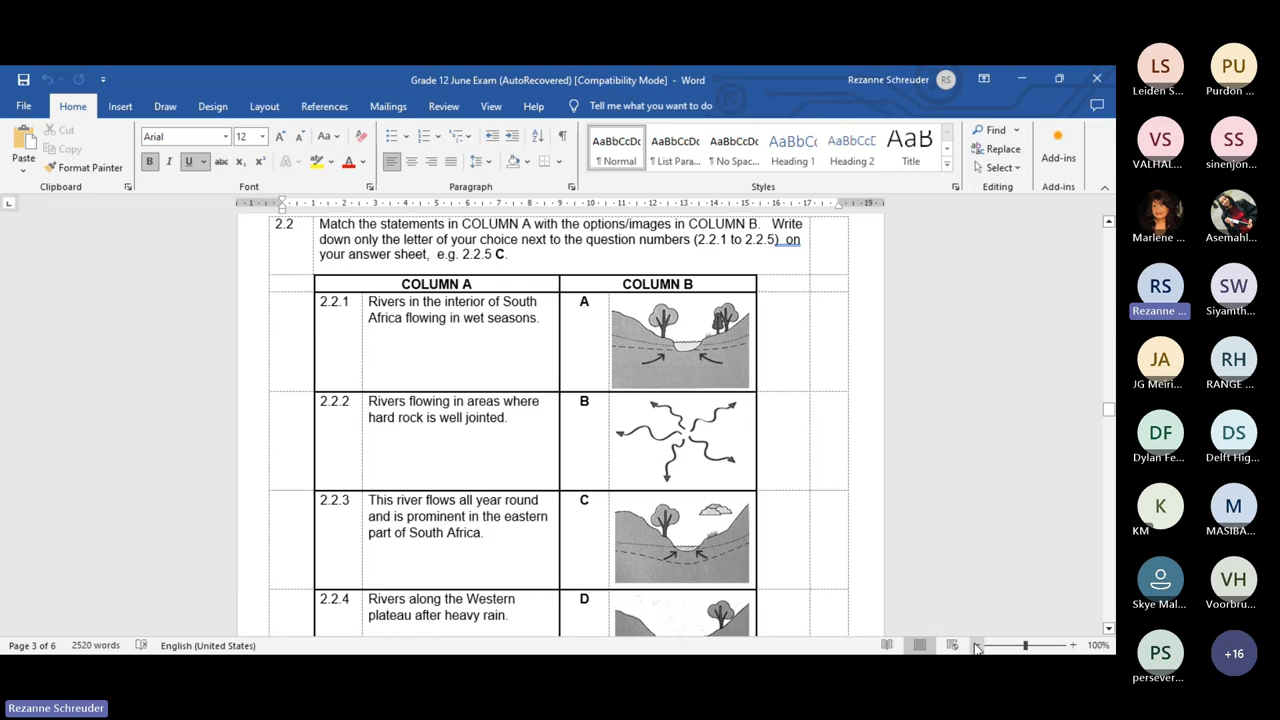 Grade 12 June Exam (AutoRecovered) [Compatibility Mode] - Word
Rezanne Schreuder RS
File Home Insert Draw Design Layout References Mailings Review View Help Tell me what you want to do
Paste
Cut
Copy
Format Painter
Clipboard
Arial 12
Font
Paragraph
AaBbCcDc AaBbCcDc AaBbCcDc AaBbCc AaBbCcD AaB
¶ Normal ¶ List Para... ¶ No Spac... Heading 1 Heading 2 Title
Styles
Find
Replace
Select
Editing
Add-ins
Add-ins
2.2 Match the statements in COLUMN A with the options/images in COLUMN B. Write
down only the letter of your choice next to the question numbers (2.2.1 to 2.2.5) on
your answer sheet, e.g. 2.2.5 C.
COLUMN A COLUMN B
2.2.1 Rivers in the interior of South A
Africa flowing in wet seasons.
2.2.2 Rivers flowing in areas where B
hard rock is well jointed.
2.2.3 This river flows all year round C
and is prominent in the eastern
part of South Africa.
2.2.4 Rivers along the Western D
plateau after heavy rain.
Page 3 of 6 2520 words English (United States) 100%
LS PU
Leiden S... Purdon ...
VS SS
VALHAL... sinenjon...
Marlene ... Asemahl...
RS SW
Rezanne ... Siyamth...
JA RH
JG Meiri... RANGE ...
DF DS
Dylan Fe... Delft Hig...
K M
KM MASIBA...
VH
Skye Mal... Voorbru...
PS +16
persever...
Rezanne Schreuder